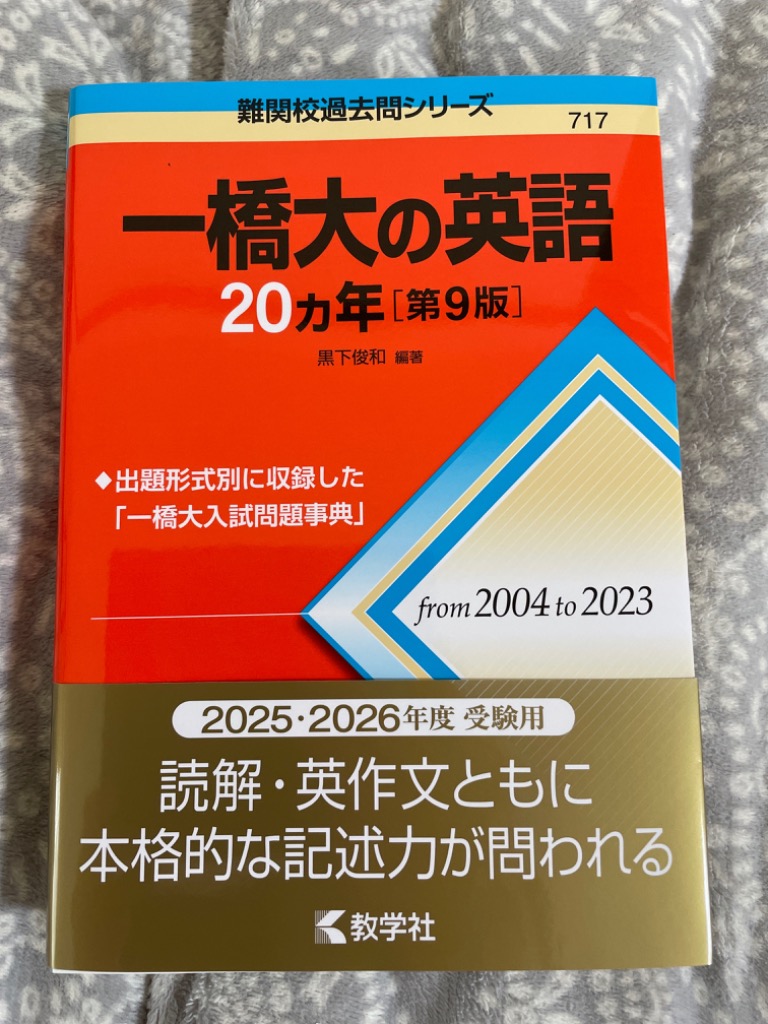 難関校過去問シリーズ
717
一橋大の英語
20ヵ年[第9版]
黒下俊和 編著
◆出題形式別に収録した
「一橋大入試問題事典」
from 2004 to 2023
2025・2026年度 受験用
読解・英作文ともに
本格的な記述力が問われる
教学社